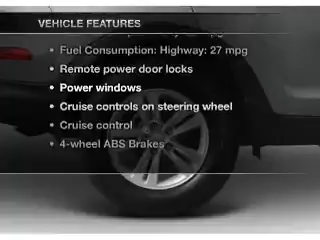 VEHICLE FEATURES
• Fuel Consumption: Highway: 27 mpg
• Remote power door locks
• Power windows
• Cruise controls on steering wheel
• Cruise control
• 4-wheel ABS Brakes